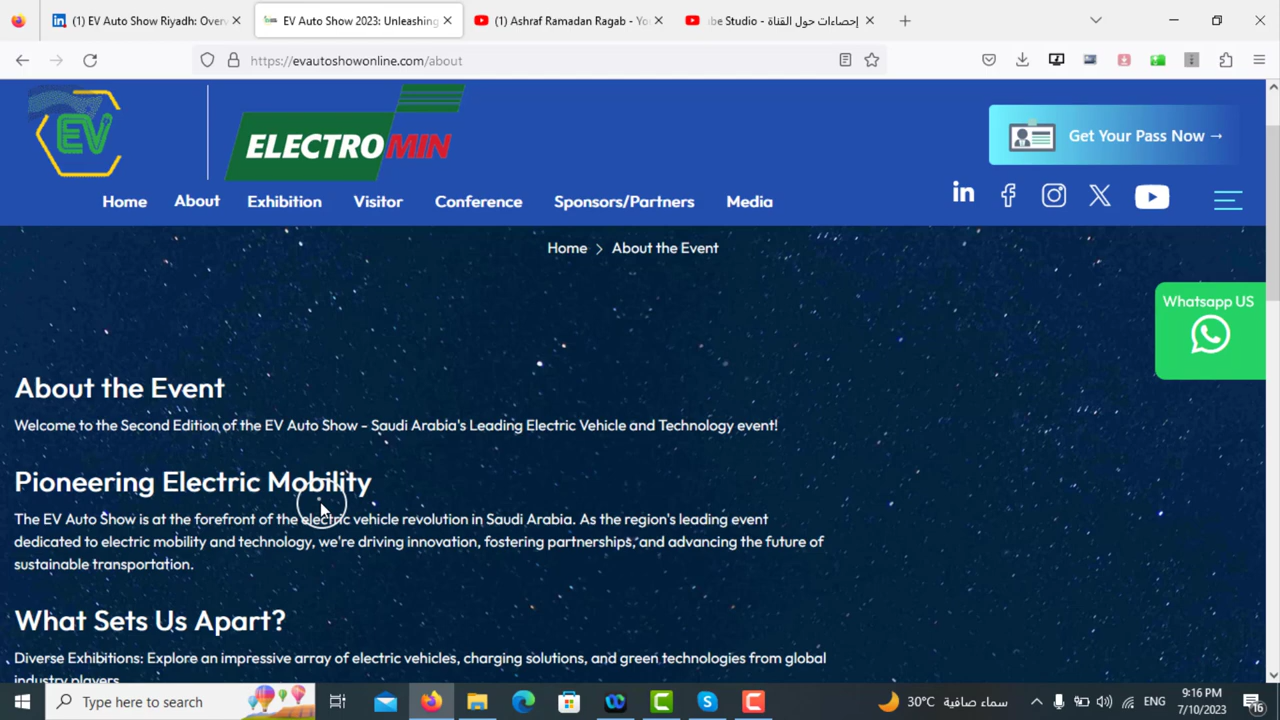 (1) EV Auto Show Riyadh: Over
EV Auto Show 2023: Unleashing
(1) Ashraf Ramadan Ragab - Yo
إحصاءات حول القناة - ube Studio
https://evautoshowonline.com/about
EV
ELECTROMIN
Get Your Pass Now →
Home
About
Exhibition
Visitor
Conference
Sponsors/Partners
Media
Home > About the Event
Whatsapp US
About the Event
Welcome to the Second Edition of the EV Auto Show - Saudi Arabia's Leading Electric Vehicle and Technology event!
Pioneering Electric Mobility
The EV Auto Show is at the forefront of the electric vehicle revolution in Saudi Arabia. As the region's leading event
dedicated to electric mobility and technology, we're driving innovation, fostering partnerships, and advancing the future of
sustainable transportation.
What Sets Us Apart?
Diverse Exhibitions: Explore an impressive array of electric vehicles, charging solutions, and green technologies from global
industry players.
Type here to search
30°C سماء صافية
ENG
9:16 PM
7/10/2023
16